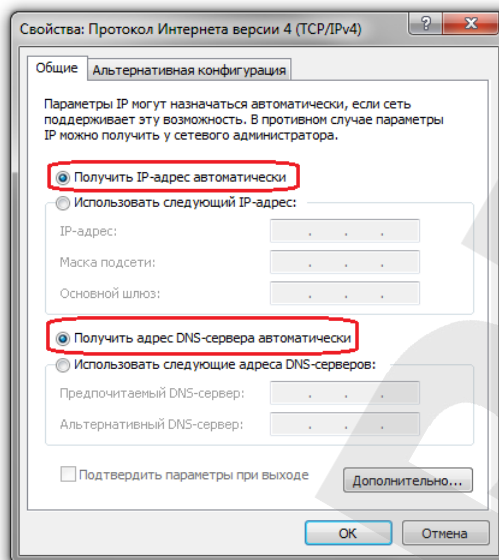 Свойства: Протокол Интернета версии 4 (TCP/IPv4)
Общие Альтернативная конфигурация
Параметры IP могут назначаться автоматически, если сеть
поддерживает эту возможность. В противном случае параметры
IP можно получить у сетевого администратора.
Получить IP-адрес автоматически
Использовать следующий IP-адрес:
IP-адрес:
Маска подсети:
Основной шлюз:
Получить адрес DNS-сервера автоматически
Использовать следующие адреса DNS-серверов:
Предпочитаемый DNS-сервер:
Альтернативный DNS-сервер:
Подтвердить параметры при выходе
Дополнительно...
ОК Отмена